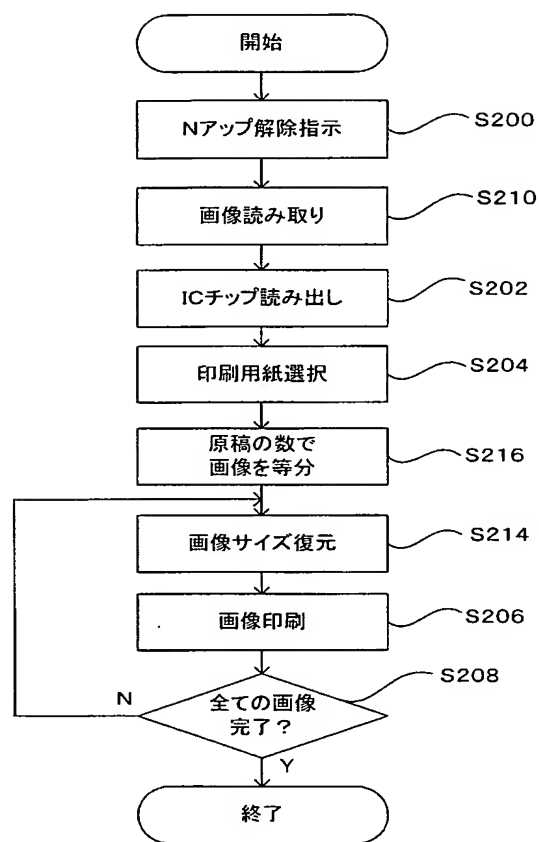 開始
Nアップ解除指示
S200
画像読み取り
S210
ICチップ読み出し
S202
印刷用紙選択
S204
原稿の数で
画像を等分
S216
画像サイズ復元
S214
画像印刷
S206
全ての画像
完了?
S208
N
Y
終了